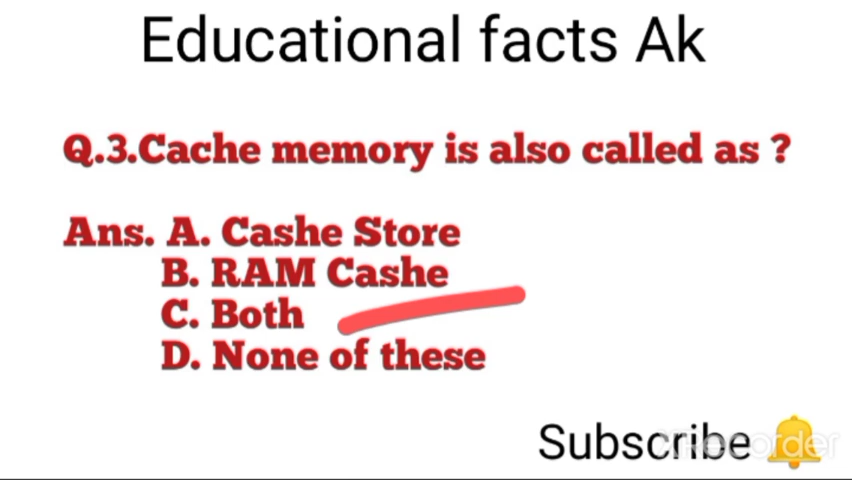 Educational facts Ak
Q.3.Cache memory is also called as ?
Ans. A. Cashe Store
B. RAM Cashe
C. Both
D. None of these
Subscribe
XRecorder